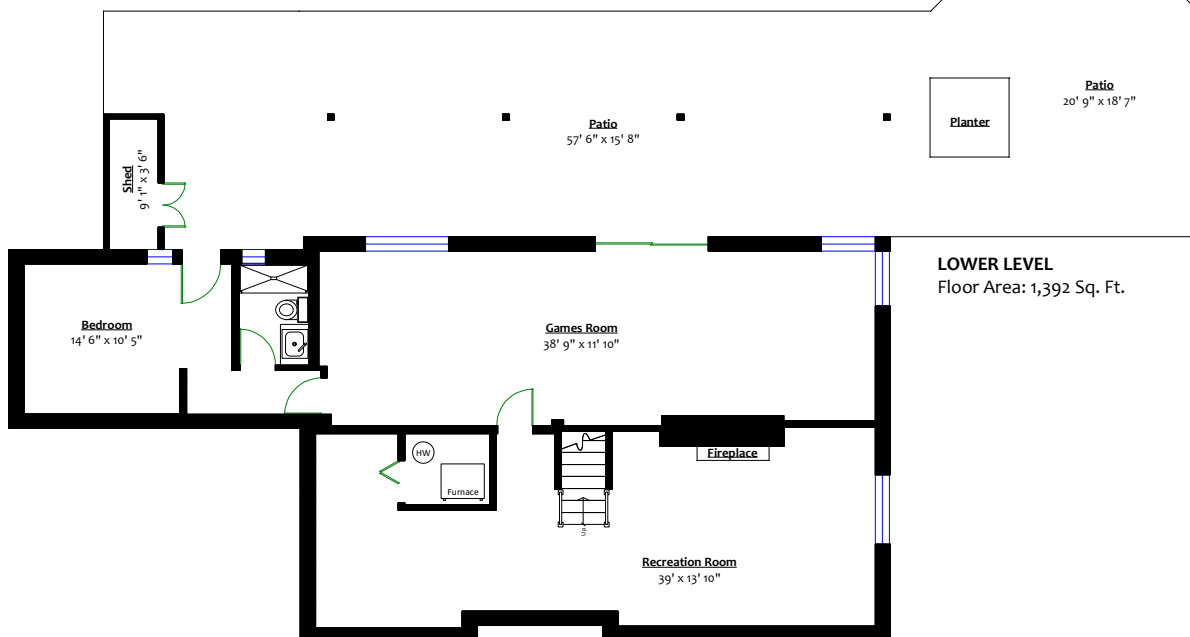 Patio
20' 9" x 18' 7"
Planter
Patio
57' 6" x 15' 8"
Shed
9' 1" x 3' 6"
LOWER LEVEL
Floor Area: 1,392 Sq. Ft.
Bedroom
14' 6" x 10' 5"
Games Room
38' 9" x 11' 10"
HW
Furnace
Fireplace
UP
Recreation Room
39' x 13' 10"